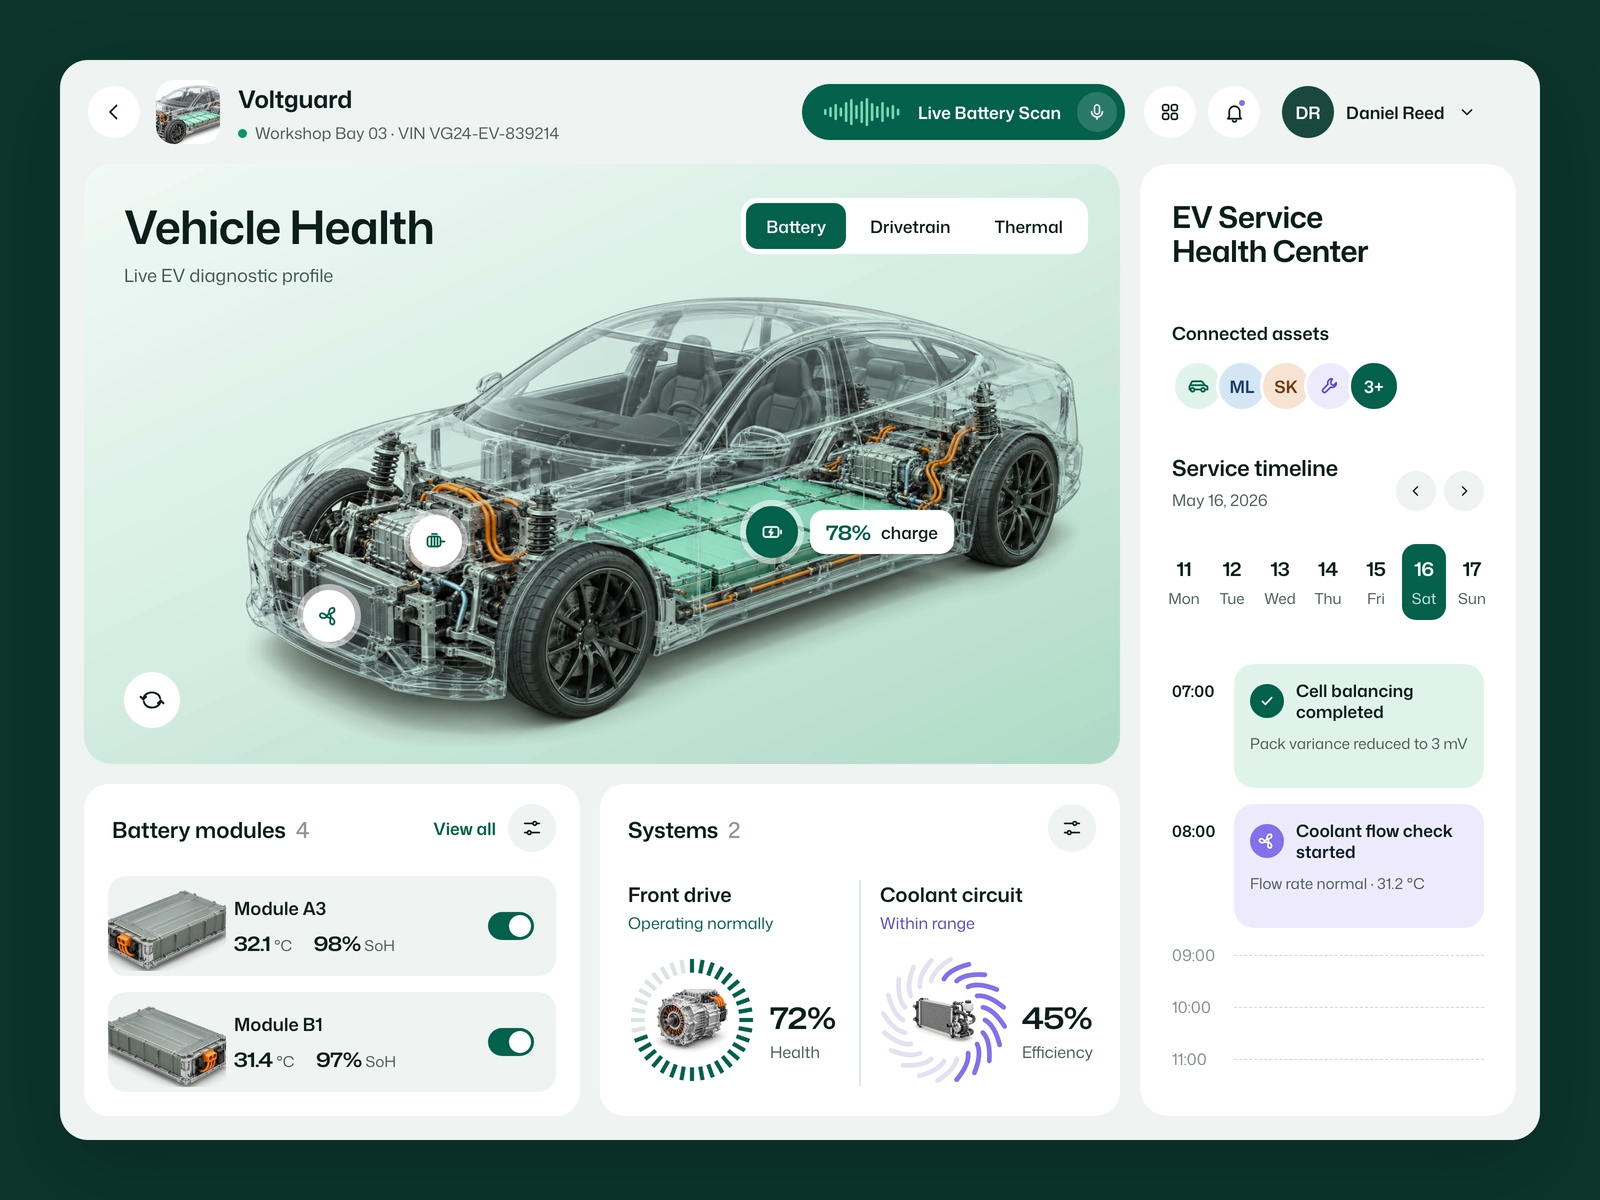 Voltguard
Workshop Bay 03 · VIN VG24-EV-839214
Live Battery Scan
DR
Daniel Reed
Vehicle Health
Live EV diagnostic profile
Battery
Drivetrain
Thermal
78% charge
EV Service
Health Center
Connected assets
ML
SK
3+
Service timeline
May 16, 2026
11 12 13 14 15 16 17
Mon Tue Wed Thu Fri Sat Sun
07:00
Cell balancing
completed
Pack variance reduced to 3 mV
08:00
Coolant flow check
started
Flow rate normal · 31.2 °C
09:00
10:00
11:00
Battery modules 4
View all
Module A3
32.1 °C 98% SoH
Module B1
31.4 °C 97% SoH
Systems 2
Front drive
Operating normally
72%
Health
Coolant circuit
Within range
45%
Efficiency